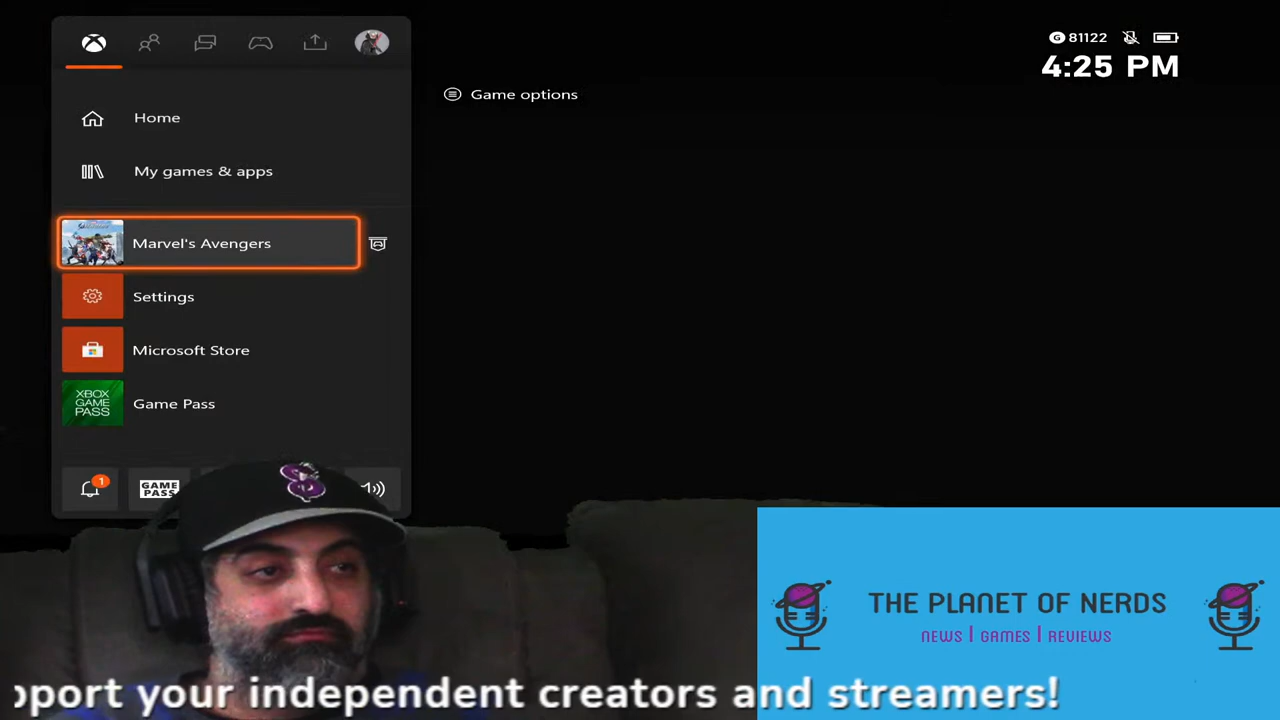 G 81122
4:25 PM
Game options
Home
My games & apps
Marvel's Avengers
Settings
Microsoft Store
XBOX
GAME
PASS
Game Pass
1
GAME
PASS
THE PLANET OF NERDS
NEWS | GAMES | REVIEWS
pport your independent creators and streamers!